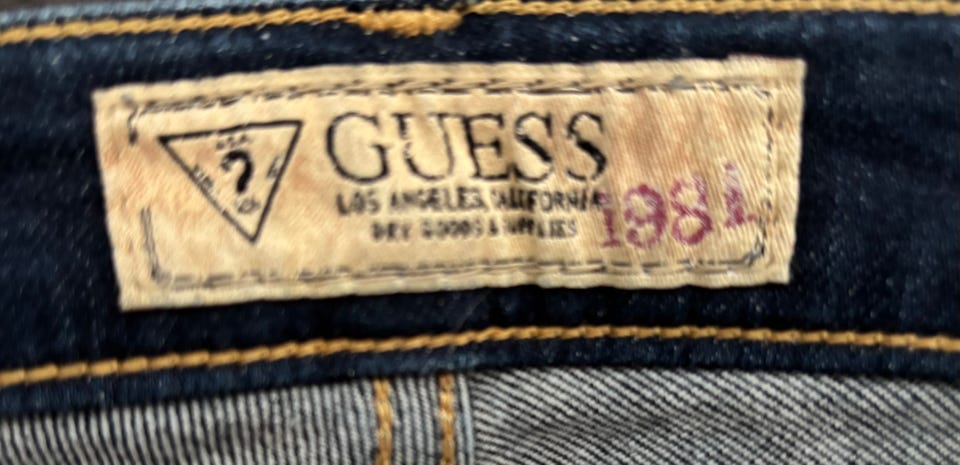 ?
GUESS
LOS ANGELES CALIFORNIA
DRY GOODS & SUPPLIES
1981